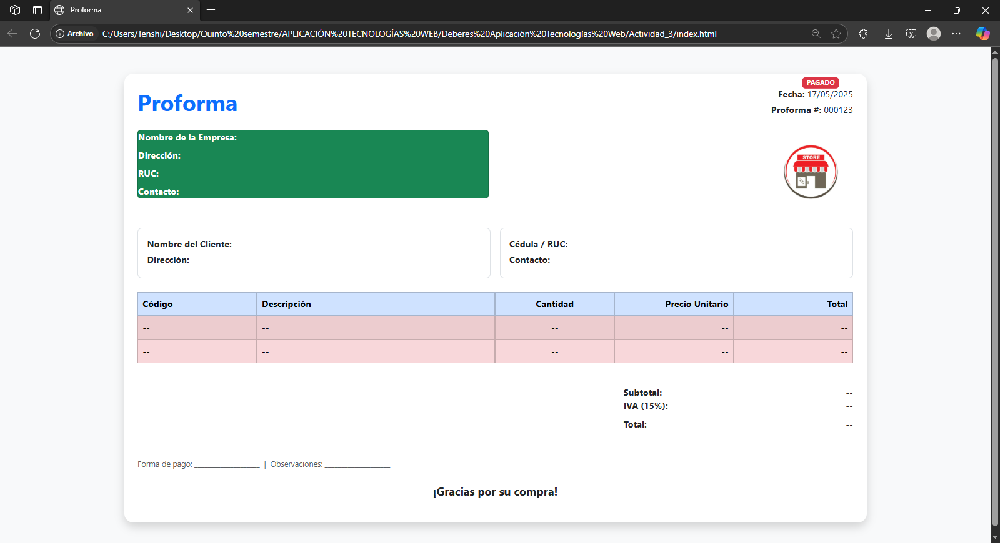 Proforma
Archivo
C:/Users/Tenshi/Desktop/Quinto%20semestre/APLICACIÓN%20TECNOLOGÍAS%20WEB/Deberes%20Aplicación%20Tecnologías%20Web/Actividad_3/index.html
PAGADO
Proforma
Fecha: 17/05/2025
Proforma #: 000123
Nombre de la Empresa:
Dirección:
RUC:
Contacto:
STORE
Nombre del Cliente:
Dirección:
Cédula / RUC:
Contacto:
Código Descripción Cantidad Precio Unitario Total
-- -- -- -- --
-- -- -- -- --
Subtotal: --
IVA (15%): --
Total: --
Forma de pago: _______________ | Observaciones: _______________
¡Gracias por su compra!